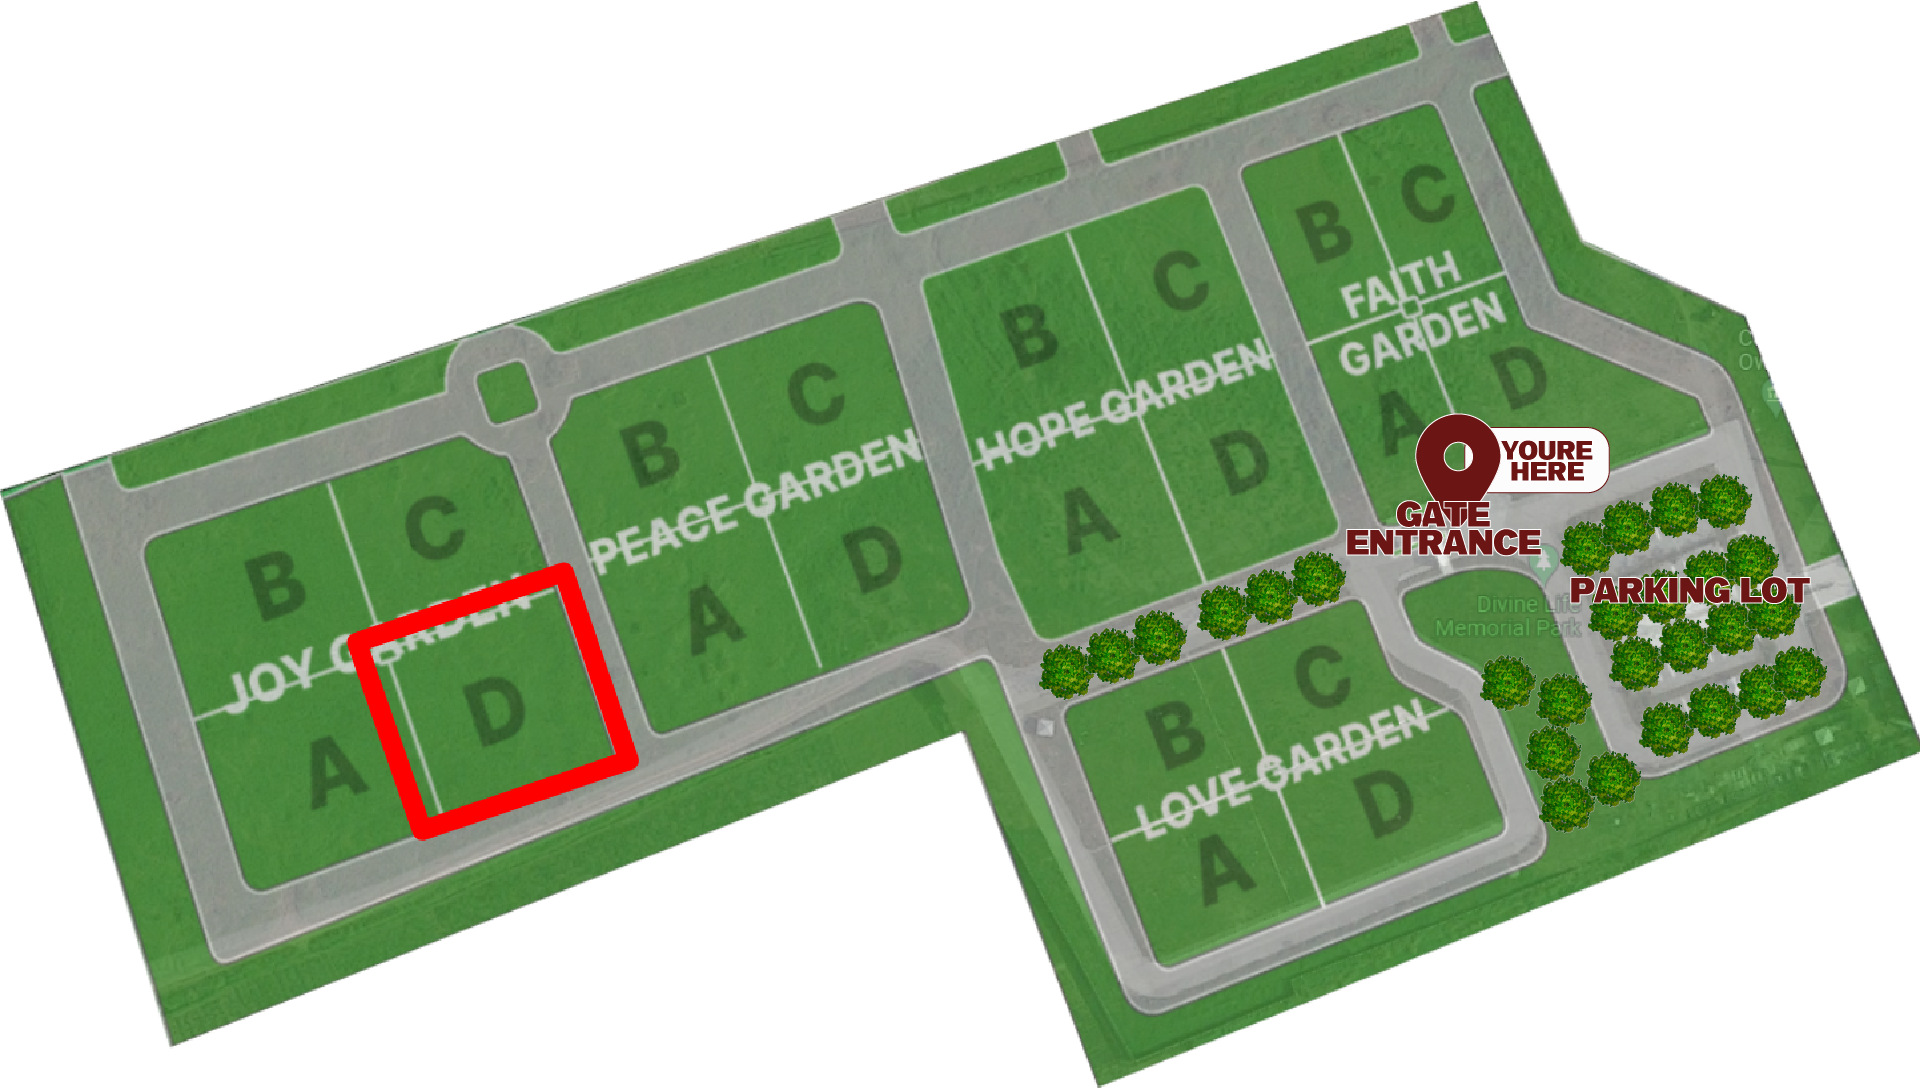 B
C
FAITH
GARDEN
A
D
B
C
HOPE GARDEN
A
D
B
C
PEACE GARDEN
A
D
B
C
JOY GARDEN
A
D
YOURE
HERE
GATE
ENTRANCE
PARKING LOT
Divine Life
Memorial Park
B
C
LOVE GARDEN
A
D